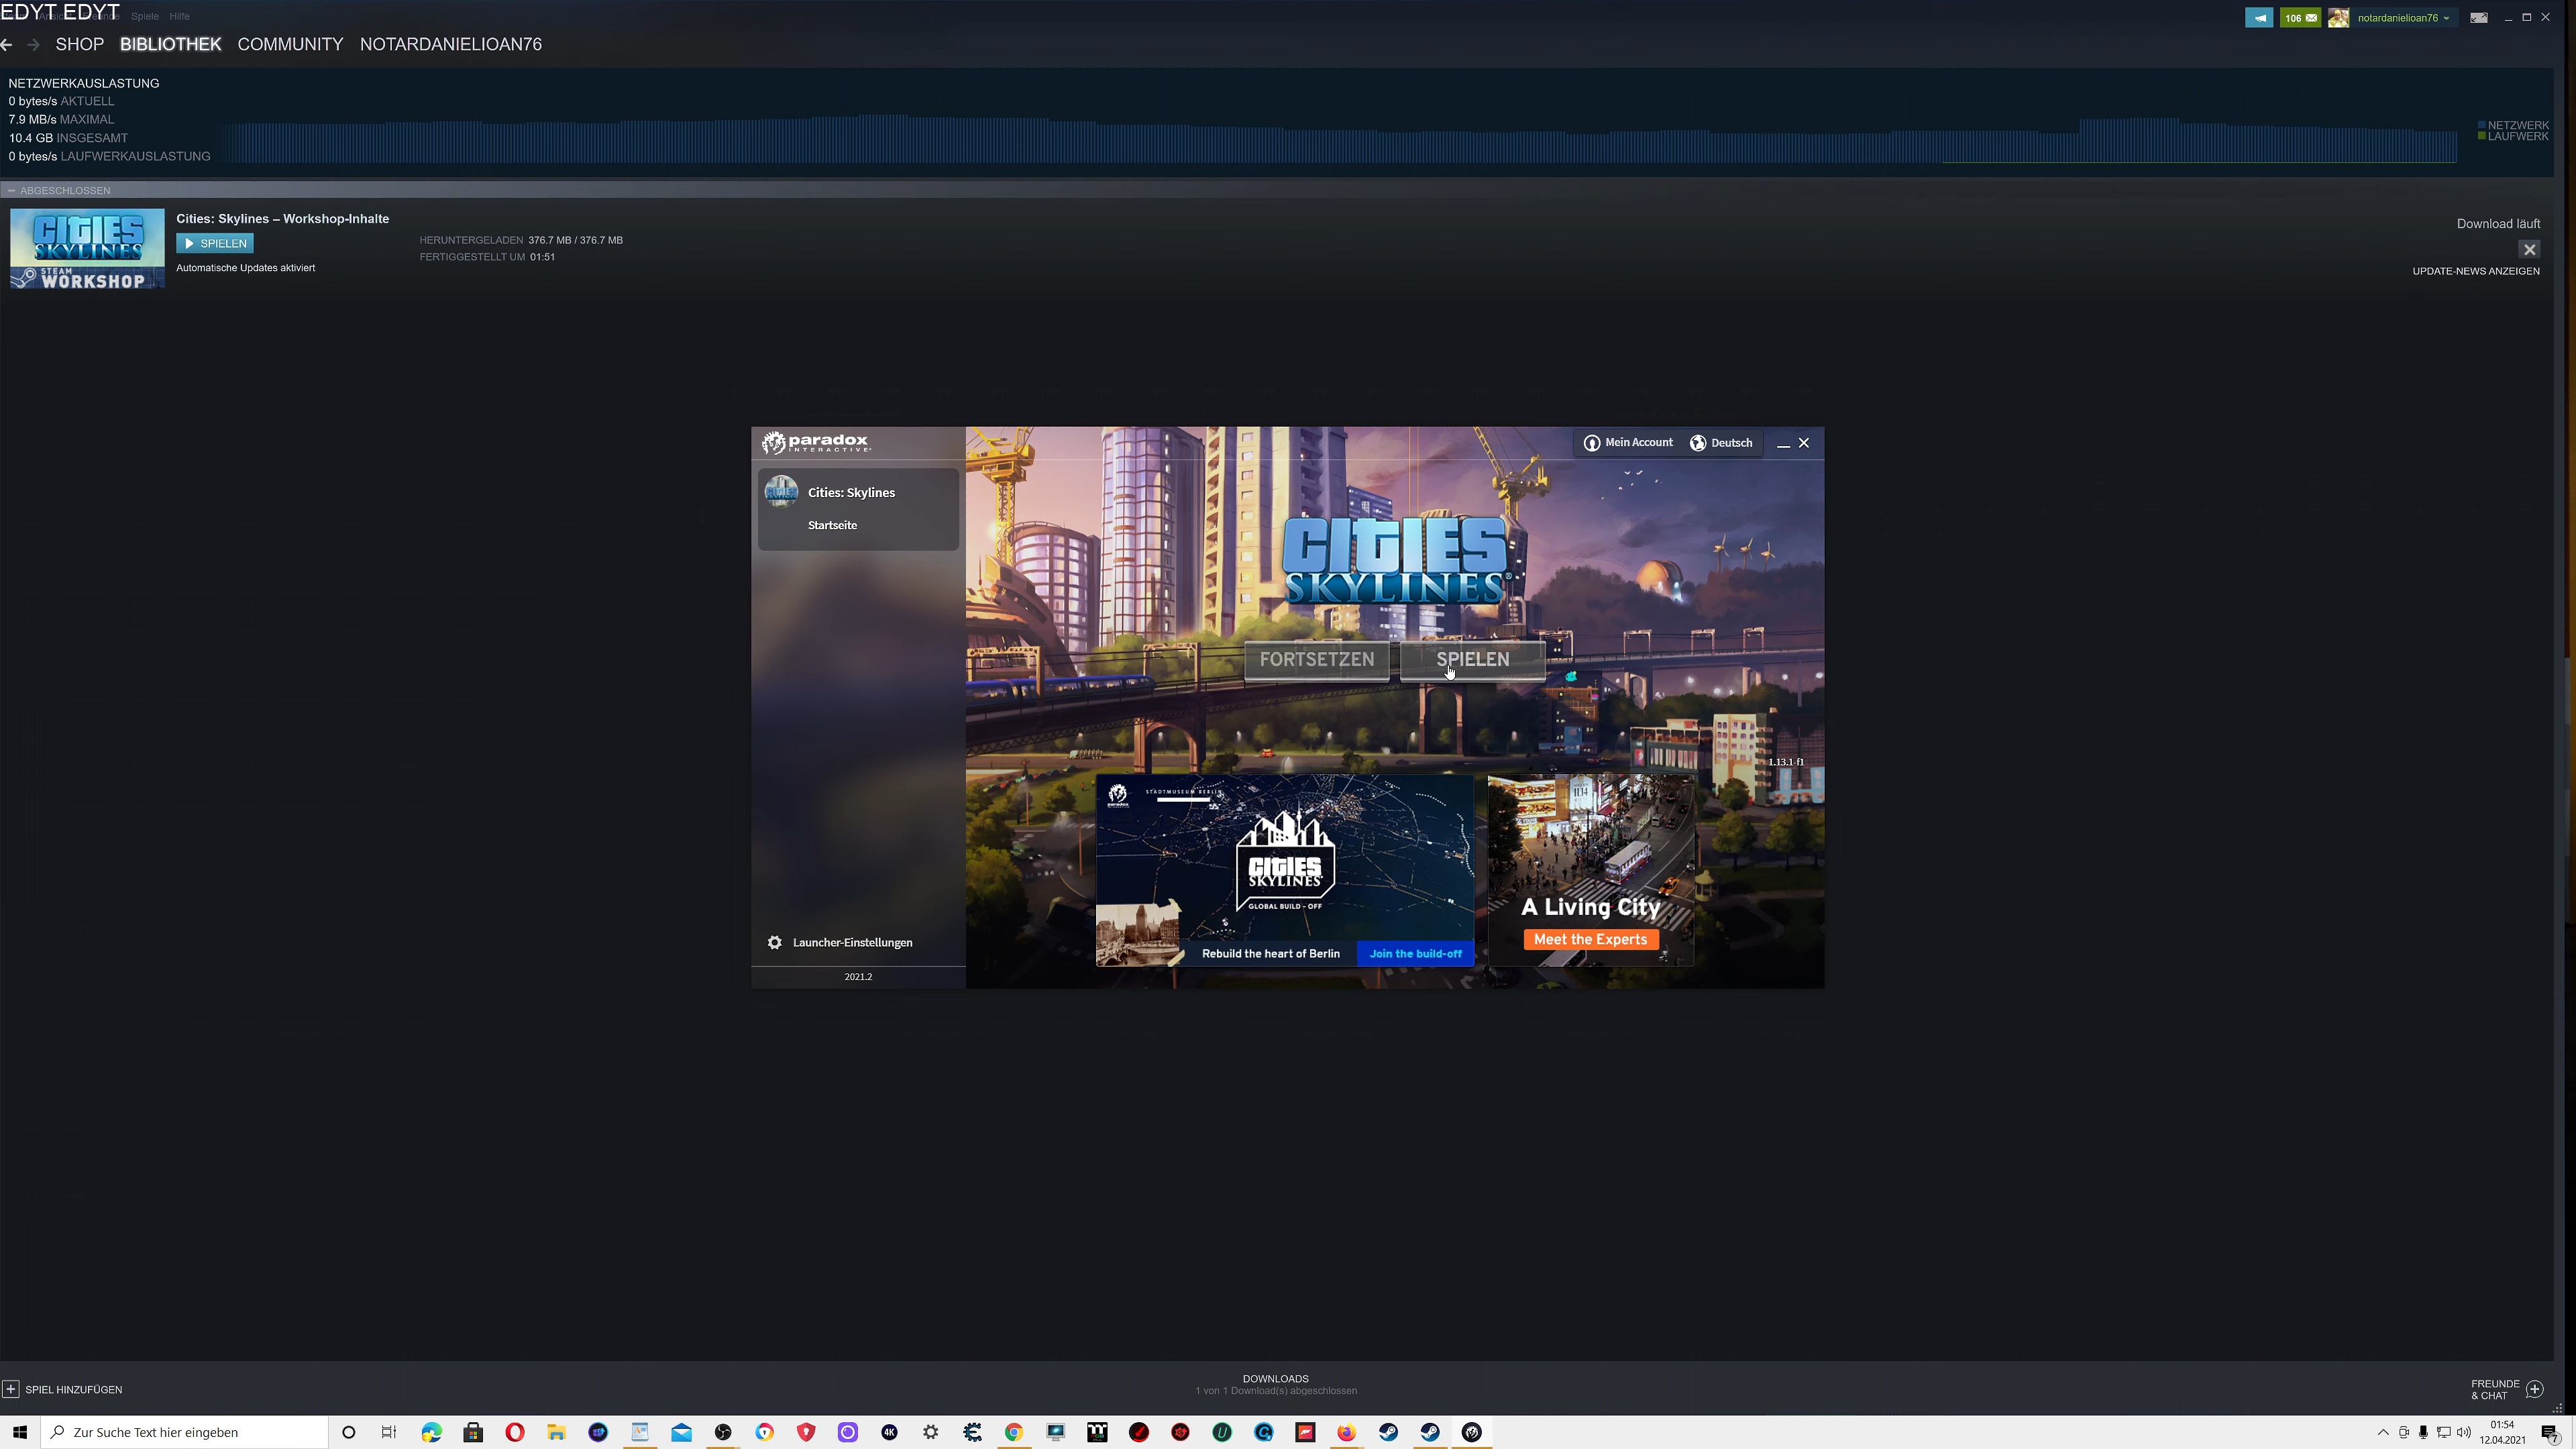 EDYT EDYT
Spiele Hilfe
106
notardanielioan76
SHOP BIBLIOTHEK COMMUNITY NOTARDANIELIOAN76
NETZWERKAUSLASTUNG
0 bytes/s AKTUELL
7.9 MB/s MAXIMAL
10.4 GB INSGESAMT
0 bytes/s LAUFWERKAUSLASTUNG
NETZWERK
LAUFWERK
ABGESCHLOSSEN
CITIES SKYLINES
STEAM WORKSHOP
Cities: Skylines – Workshop-Inhalte
SPIELEN
Automatische Updates aktiviert
HERUNTERGELADEN 376.7 MB / 376.7 MB
FERTIGGESTELLT UM 01:51
Download läuft
UPDATE-NEWS ANZEIGEN
paradox
INTERACTIVE
Mein Account
Deutsch
Cities: Skylines
Startseite
CITIES
SKYLINES
FORTSETZEN
SPIELEN
1.13.1-f1
paradox
STADTMUSEUM BERLIN
CITIES
SKYLINES
GLOBAL BUILD-OFF
Rebuild the heart of Berlin
Join the build-off
A Living City
Meet the Experts
Launcher-Einstellungen
2021.2
SPIEL HINZUFÜGEN
DOWNLOADS
1 von 1 Download(s) abgeschlossen
FREUNDE
& CHAT
Zur Suche Text hier eingeben
4K
01:54
12.04.2021
7